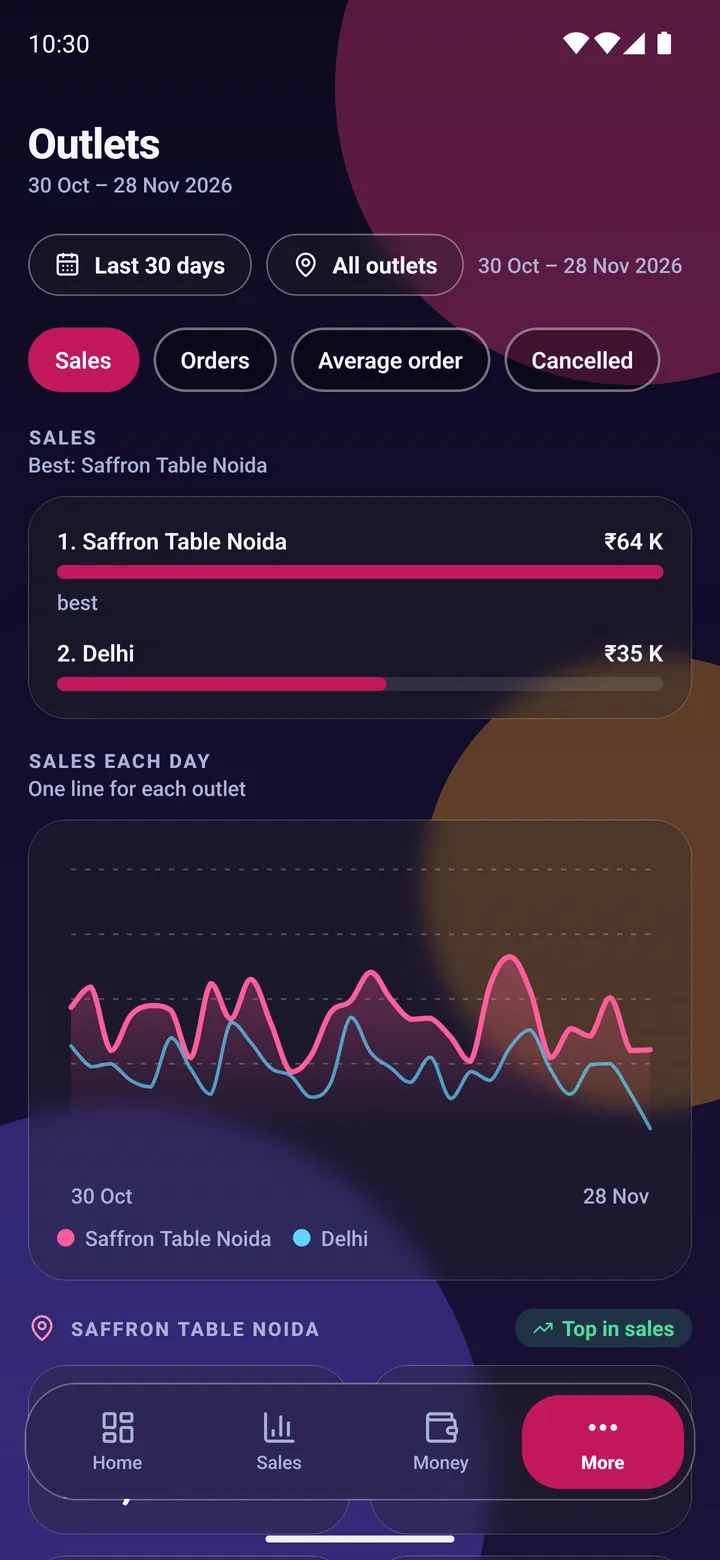 10:30
Outlets
30 Oct – 28 Nov 2026
Last 30 days
All outlets
30 Oct – 28 Nov 2026
Sales
Orders
Average order
Cancelled
SALES
Best: Saffron Table Noida
1. Saffron Table Noida ₹64 K
best
2. Delhi ₹35 K
SALES EACH DAY
One line for each outlet
30 Oct 28 Nov
Saffron Table Noida Delhi
SAFFRON TABLE NOIDA
Top in sales
Home
Sales
Money
More